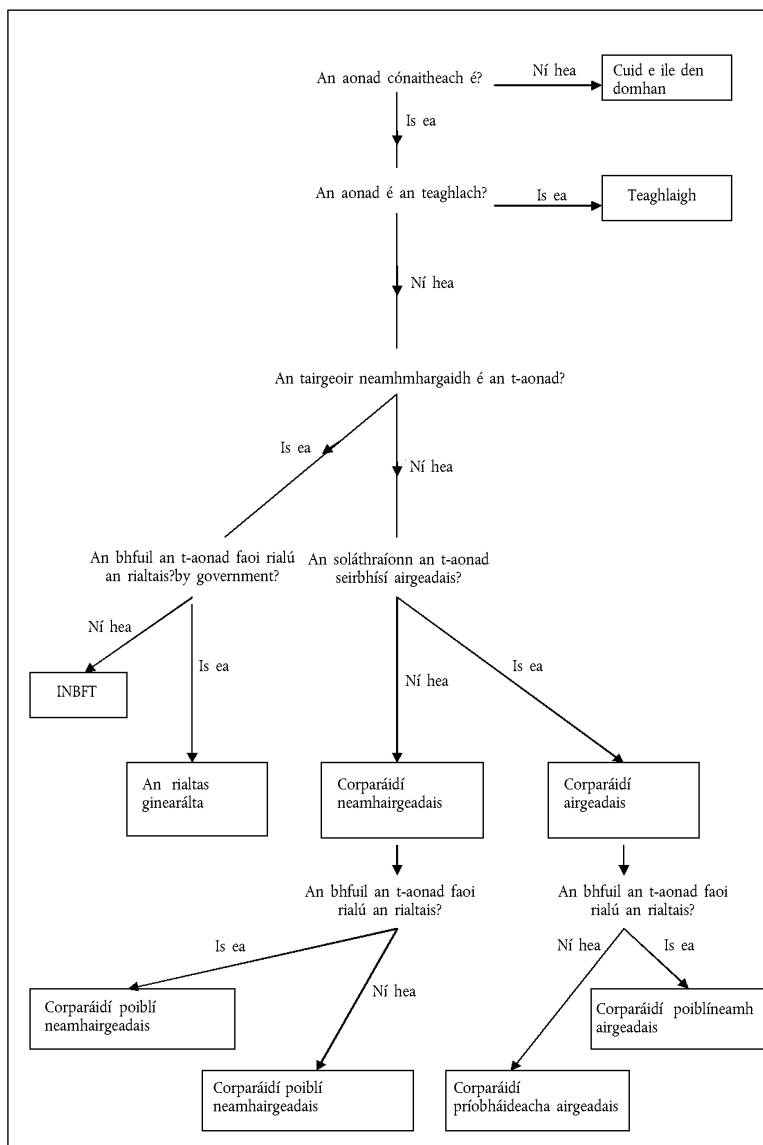 An aonad cónaitheach é?
Ní hea
Cuid e ile den
domhan
Is ea
An aonad é an teaghlach?
Is ea
Teaghlaigh
Ní hea
An tairgeoir neamhmhargaidh é an t-aonad?
Is ea
Ní hea
An bhfuil an t-aonad faoi rialú
an rialtais?by government?
An soláthraíonn an t-aonad
seirbhísí airgeadais?
Ní hea
Is ea
Ní hea
Is ea
INBFT
An rialtas
ginearálta
Corparáidí
neamhairgeadais
Corparáidí
airgeadais
An bhfuil an t-aonad faoi
rialú an rialtais?
An bhfuil an t-aonad faoi
rialú an rialtais?
Is ea
Ní hea
Ní hea
Is ea
Corparáidí poiblí
neamhairgeadais
Corparáidí poiblíneamh
airgeadais
Corparáidí poiblí
neamhairgeadais
Corparáidí
príobháideacha airgeadais